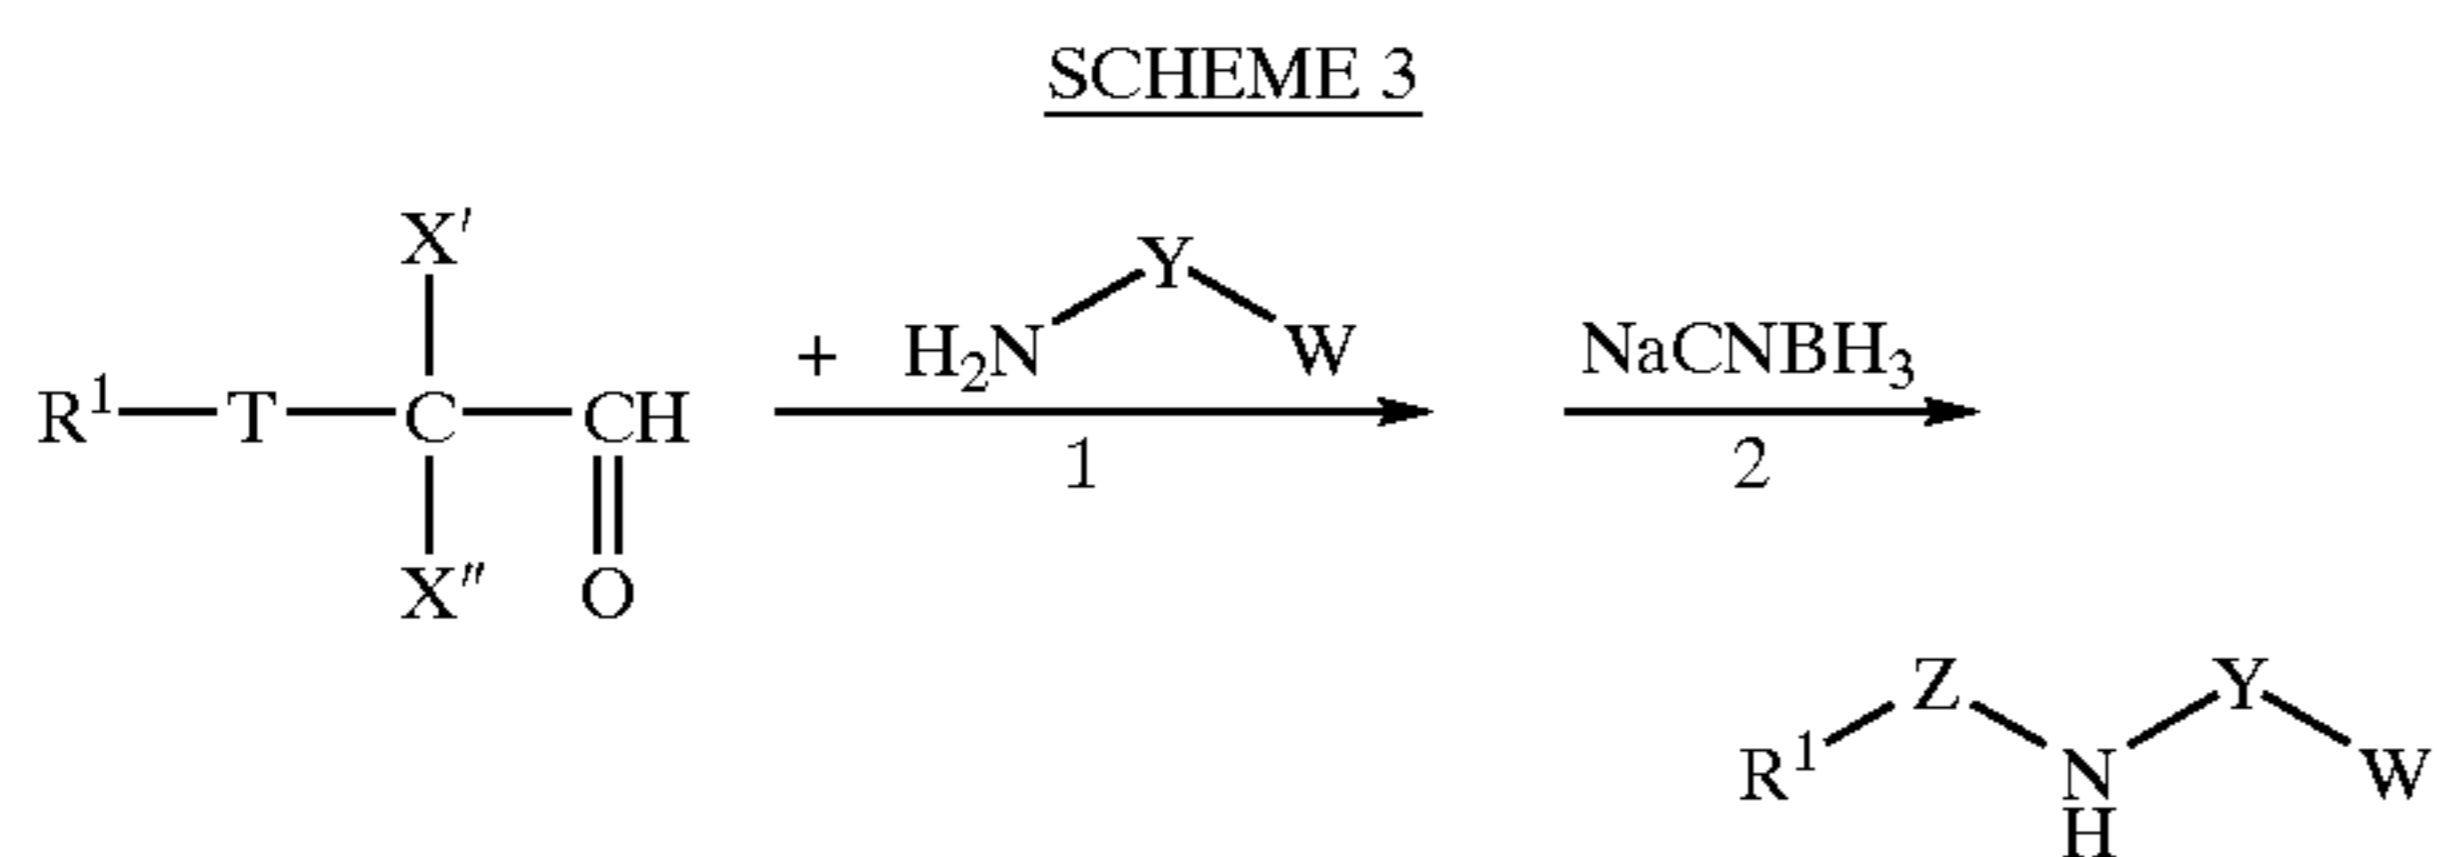 SCHEME 3
X′
Y
+ H₂N W NaCNBH₃
R¹ T C CH
1 2
X″ O
Z Y
R¹ N W
H